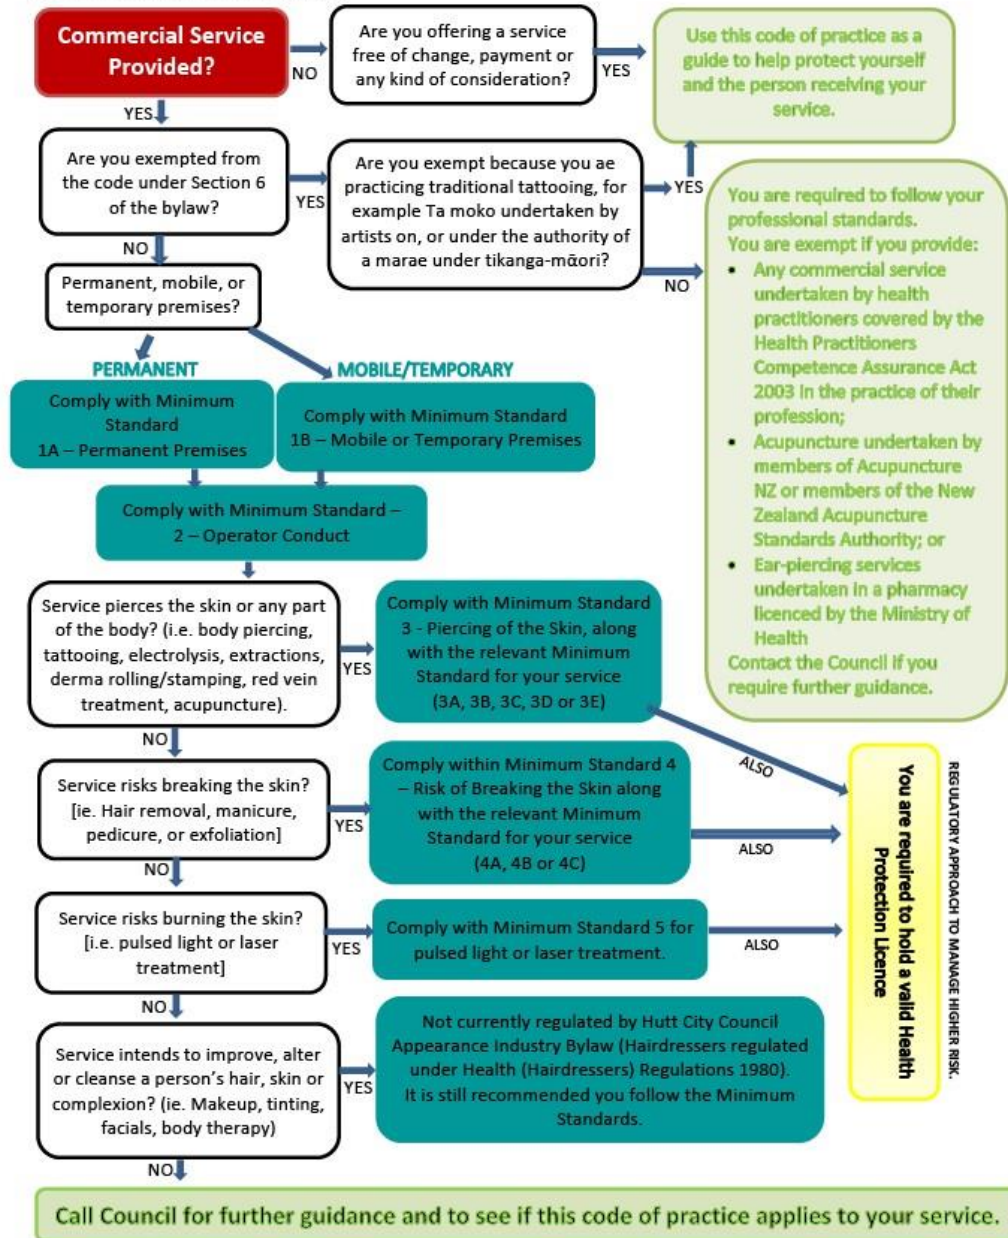 Commercial Service
Provided?
NO
Are you offering a service
free of change, payment or
any kind of consideration?
YES
Use this code of practice as a
guide to help protect yourself
and the person receiving your
service.
YES
Are you exempted from
the code under Section 6
of the bylaw?
YES
Are you exempt because you ae
practicing traditional tattooing, for
example Ta moko undertaken by
artists on, or under the authority of
a marae under tikanga-māori?
YES
NO
You are required to follow your
professional standards.
You are exempt if you provide:
• Any commercial service
undertaken by health
practitioners covered by the
Health Practitioners
Competence Assurance Act
2003 in the practice of their
profession;
• Acupuncture undertaken by
members of Acupuncture
NZ or members of the New
Zealand Acupuncture
Standards Authority; or
• Ear-piercing services
undertaken in a pharmacy
licenced by the Ministry of
Health
Contact the Council if you
require further guidance.
NO
Permanent, mobile, or
temporary premises?
PERMANENT
MOBILE/TEMPORARY
Comply with Minimum
Standard
1A – Permanent Premises
Comply with Minimum Standard
1B – Mobile or Temporary Premises
Comply with Minimum Standard –
2 – Operator Conduct
Service pierces the skin or any part
of the body? (i.e. body piercing,
tattooing, electrolysis, extractions,
derma rolling/stamping, red vein
treatment, acupuncture).
YES
Comply with Minimum Standard
3 - Piercing of the Skin, along
with the relevant Minimum
Standard for your service
(3A, 3B, 3C, 3D or 3E)
ALSO
NO
Service risks breaking the skin?
[ie. Hair removal, manicure,
pedicure, or exfoliation]
YES
Comply within Minimum Standard 4
– Risk of Breaking the Skin along
with the relevant Minimum
Standard for your service
(4A, 4B or 4C)
ALSO
NO
Service risks burning the skin?
[i.e. pulsed light or laser
treatment]
YES
Comply with Minimum Standard 5 for
pulsed light or laser treatment.
ALSO
You are required to hold a valid Health
Protection Licence
REGULATORY APPROACH TO MANAGE HIGHER RISK.
NO
Service intends to improve, alter
or cleanse a person's hair, skin or
complexion? (ie. Makeup, tinting,
facials, body therapy)
YES
Not currently regulated by Hutt City Council
Appearance Industry Bylaw (Hairdressers regulated
under Health (Hairdressers) Regulations 1980).
It is still recommended you follow the Minimum
Standards.
NO
Call Council for further guidance and to see if this code of practice applies to your service.